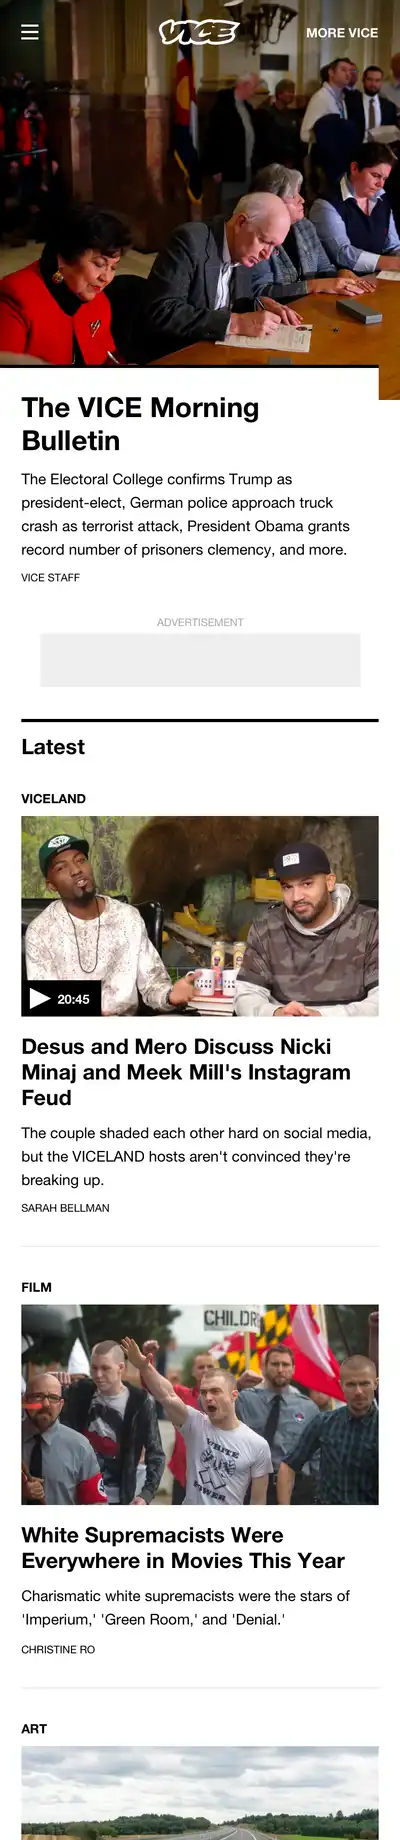 VICE
MORE VICE
The VICE Morning
Bulletin
The Electoral College confirms Trump as
president-elect, German police approach truck
crash as terrorist attack, President Obama grants
record number of prisoners clemency, and more.
VICE STAFF
ADVERTISEMENT
Latest
VICELAND
20:45
Desus and Mero Discuss Nicki
Minaj and Meek Mill's Instagram
Feud
The couple shaded each other hard on social media,
but the VICELAND hosts aren't convinced they're
breaking up.
SARAH BELLMAN
FILM
CHILDR
WHITE
POWER
White Supremacists Were
Everywhere in Movies This Year
Charismatic white supremacists were the stars of
'Imperium,' 'Green Room,' and 'Denial.'
CHRISTINE RO
ART